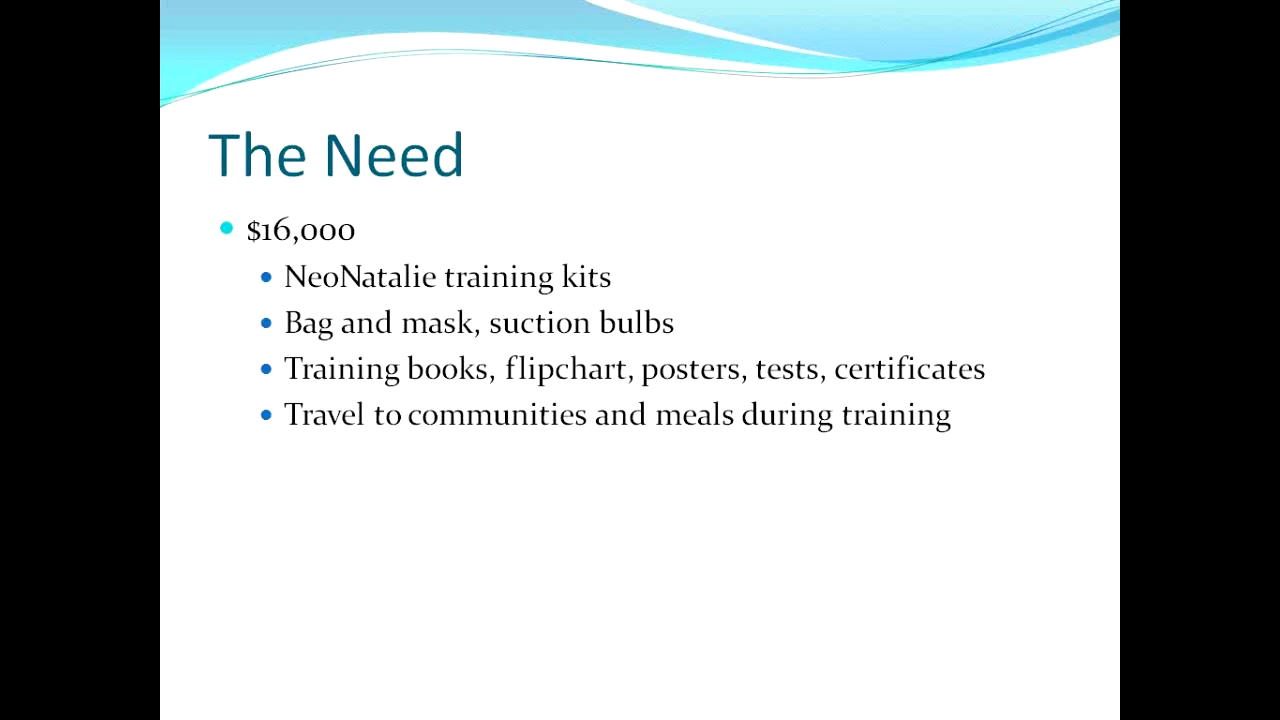 The Need
$16,000
NeoNatalie training kits
Bag and mask, suction bulbs
Training books, flipchart, posters, tests, certificates
Travel to communities and meals during training